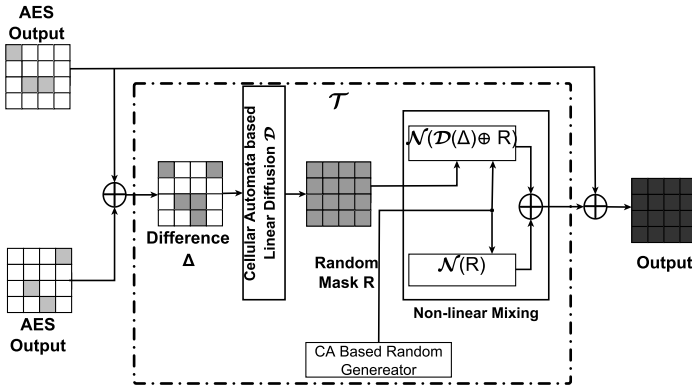 AES
Output
𝒯
Cellular Automata based
Linear Diffusion 𝒟
𝒩(𝒟(Δ)⊕ R)
Difference
Δ
Random
Mask R
𝒩(R)
Non-linear Mixing
Output
AES
Output
CA Based Random
Genereator